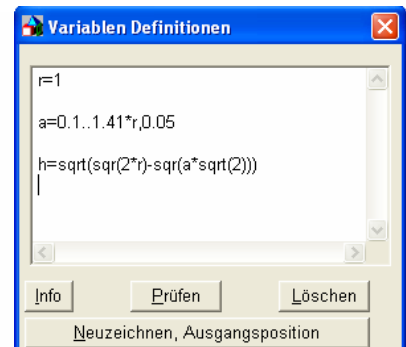 Variablen Definitionen
r=1
a=0.1..1.41*r,0.05
h=sqrt(sqr(2*r)-sqr(a*sqrt(2)))
Info Prüfen Löschen
Neuzeichnen, Ausgangsposition